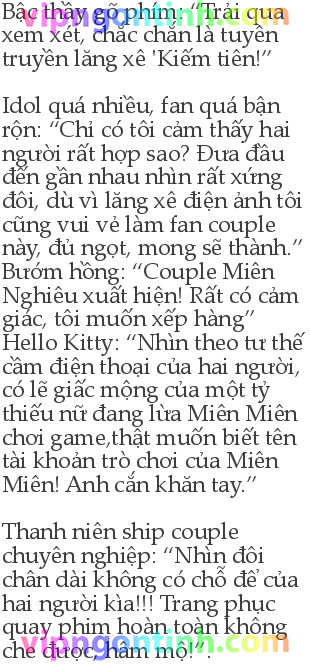 Bậc thầy gõ phím: “Trải qua
xem xét, chắc chắn là tuyên
truyền lăng xê 'Kiếm tiên!”
Idol quá nhiều, fan quá bận
rộn: “Chỉ có tôi cảm thấy hai
người rất hợp sao? Đưa đầu
đến gần nhau nhìn rất xứng
đôi, dù vì lăng xê điện ảnh tôi
cũng vui vẻ làm fan couple
này, đủ ngọt, mong sẽ thành.”
Bướm hồng: “Couple Miên
Nghiêu xuất hiện! Rất có cảm
giác, tôi muốn xếp hàng”
Hello Kitty: “Nhìn theo tư thế
cầm điện thoại của hai người,
có lẽ giấc mộng của một tỷ
thiếu nữ đang lừa Miên Miên
chơi game,thật muốn biết tên
tài khoản trò chơi của Miên
Miên! Anh cắn khăn tay.”
Thanh niên ship couple
chuyên nghiệp: “Nhìn đôi
chân dài không có chỗ để của
hai người kìa!!! Trang phục
quay phim hoàn toàn không
che được, hâm mộ!”.
vipngontinh.com
vipngontinh.com